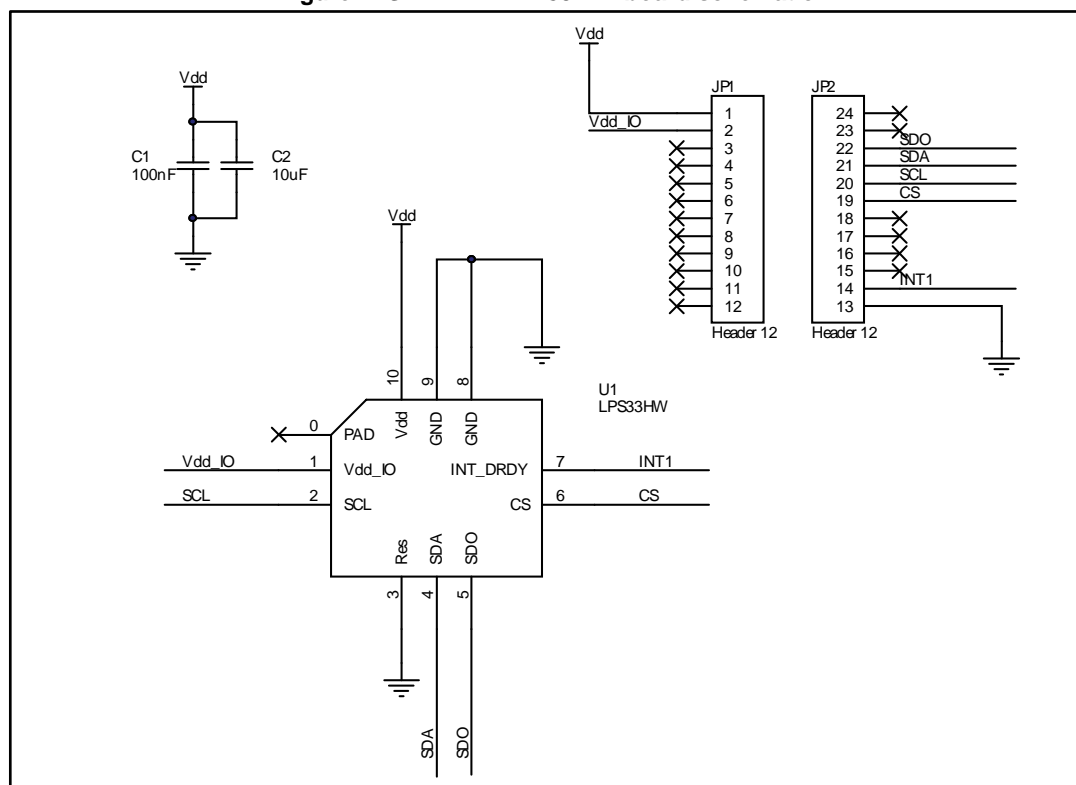 Vdd
C1
100nF
C2
10uF
Vdd
JP1
1
Vdd_IO
2
3
4
5
6
7
8
9
10
11
12
Header 12
JP2
24
23
22
SDO
21
SDA
20
SCL
19
CS
18
17
16
15
14
INT1
13
Header 12
Vdd
10
9
8
U1
LPS33HW
0
PAD
Vdd
GND
GND
Vdd_IO
1
Vdd_IO
INT_DRDY
7
INT1
SCL
2
SCL
CS
6
CS
Res
SDA
SDO
3
4
5
SDA
SDO